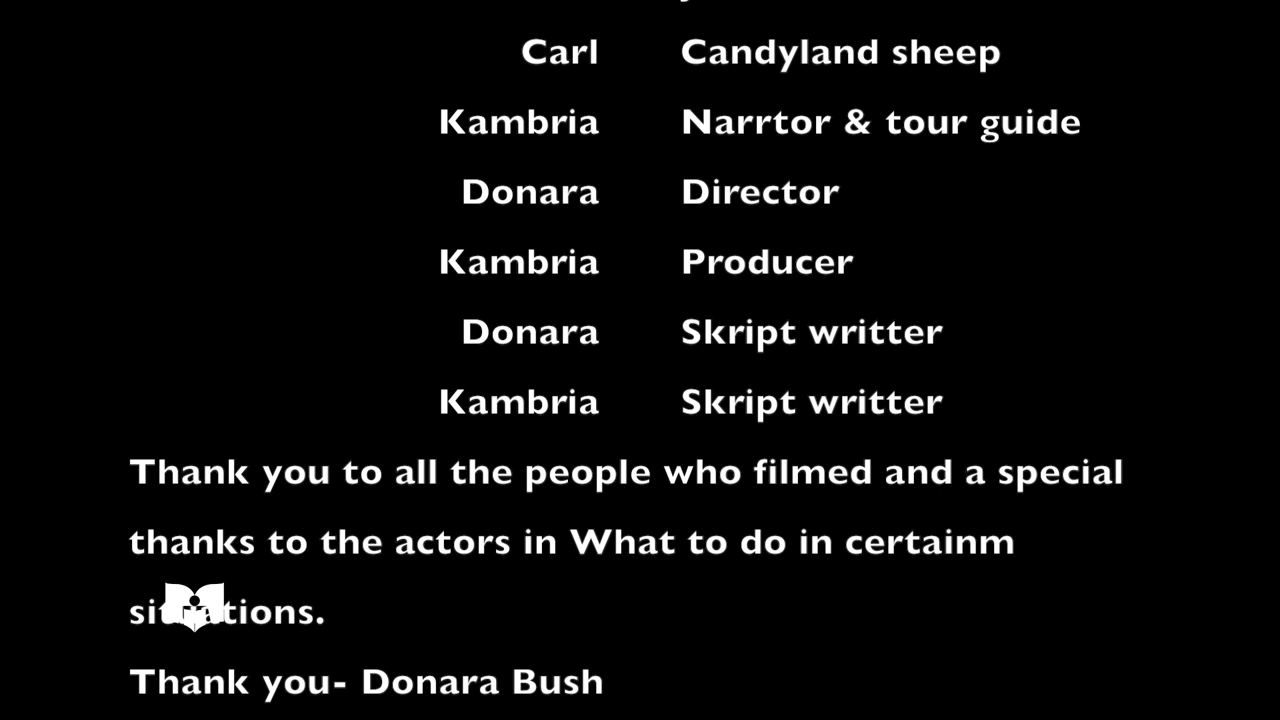 Carl Candyland sheep
Kambria Narrtor & tour guide
Donara Director
Kambria Producer
Donara Skript writter
Kambria Skript writter
Thank you to all the people who filmed and a special
thanks to the actors in What to do in certainm
situations.
Thank you- Donara Bush